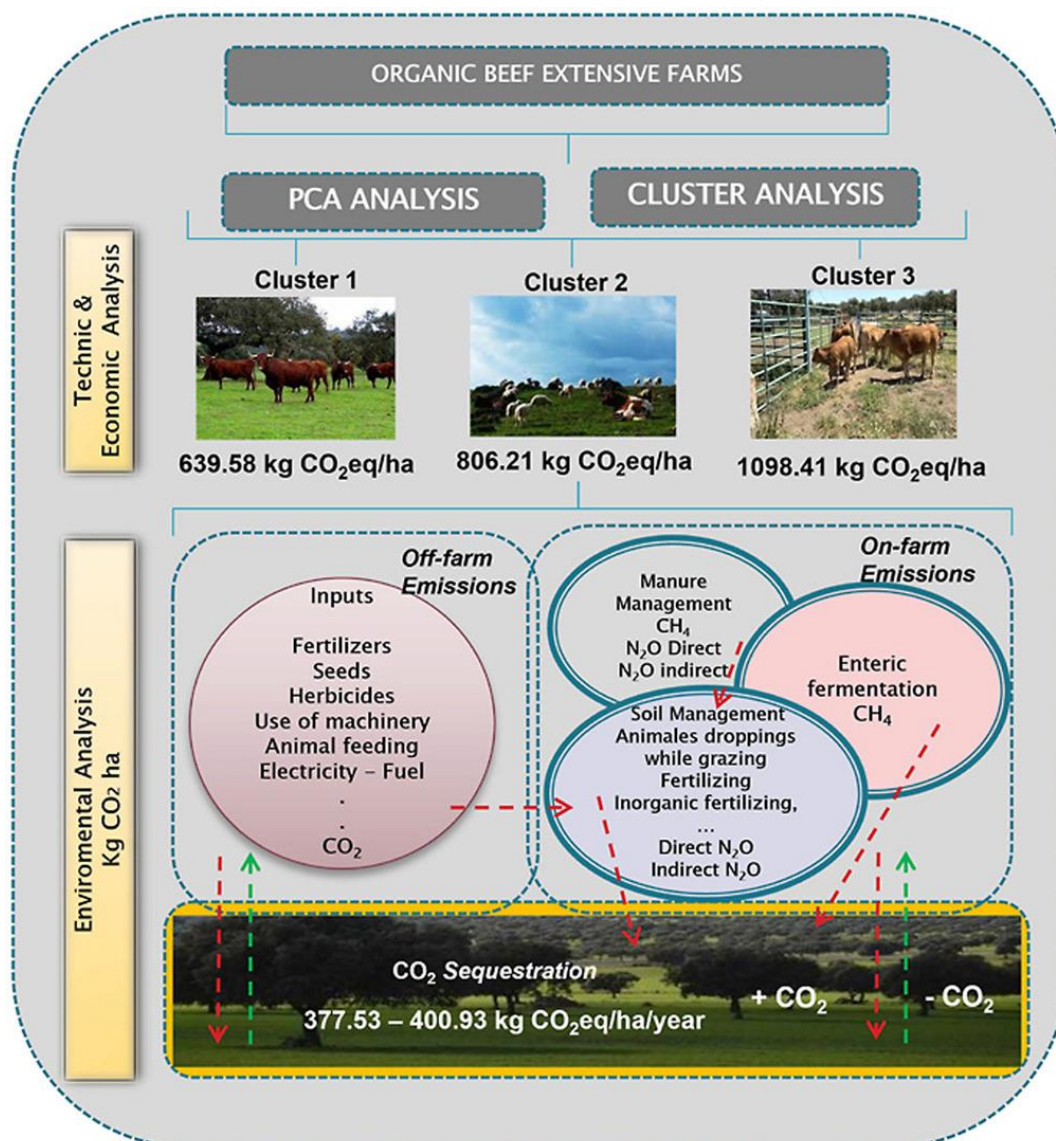 ORGANIC BEEF EXTENSIVE FARMS
PCA ANALYSIS
CLUSTER ANALYSIS
Technic &
Economic Analysis
Cluster 1
Cluster 2
Cluster 3
639.58 kg CO₂eq/ha
806.21 kg CO₂eq/ha
1098.41 kg CO₂eq/ha
Enviromental Analysis
Kg CO₂ ha
Off-farm
Emissions
Inputs
Fertilizers
Seeds
Herbicides
Use of machinery
Animal feeding
Electricity – Fuel
.
.
CO₂
On-farm
Emissions
Manure
Management
CH₄
N₂O Direct
N₂O indirect
Enteric
fermentation
CH₄
Soil Management
Animales droppings
while grazing
Fertilizing
Inorganic fertilizing,
...
Direct N₂O
Indirect N₂O
CO₂ Sequestration
377.53 – 400.93 kg CO₂eq/ha/year
+ CO₂
- CO₂